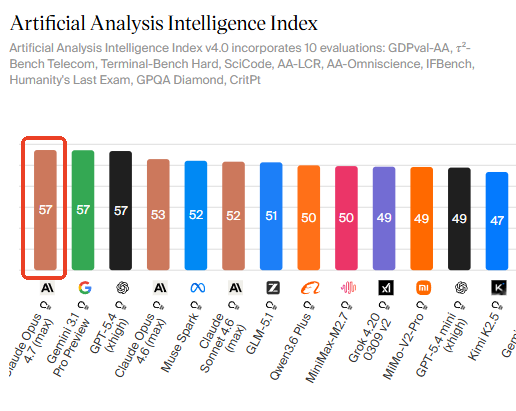 Artificial Analysis Intelligence Index
Artificial Analysis Intelligence Index v4.0 incorporates 10 evaluations: GDPval-AA, τ²-
Bench Telecom, Terminal-Bench Hard, SciCode, AA-LCR, AA-Omniscience, IFBench,
Humanity's Last Exam, GPQA Diamond, CritPt
57
57
57
53
52
52
51
50
50
49
49
49
47
Opus
4.7 (max)
Gemini 3.1
Pro Preview
GPT-5.4
(xhigh)
Claude Opus
4.6 (max)
Muse Spark
Claude
Sonnet 4.6
(max)
GLM-5.1
Qwen3.6 Plus
MiniMax-M2.7
Grok 4.20
0309 v2
MiMo-V2-Pro
GPT-5.4 mini
(xhigh)
Kimi K2.5